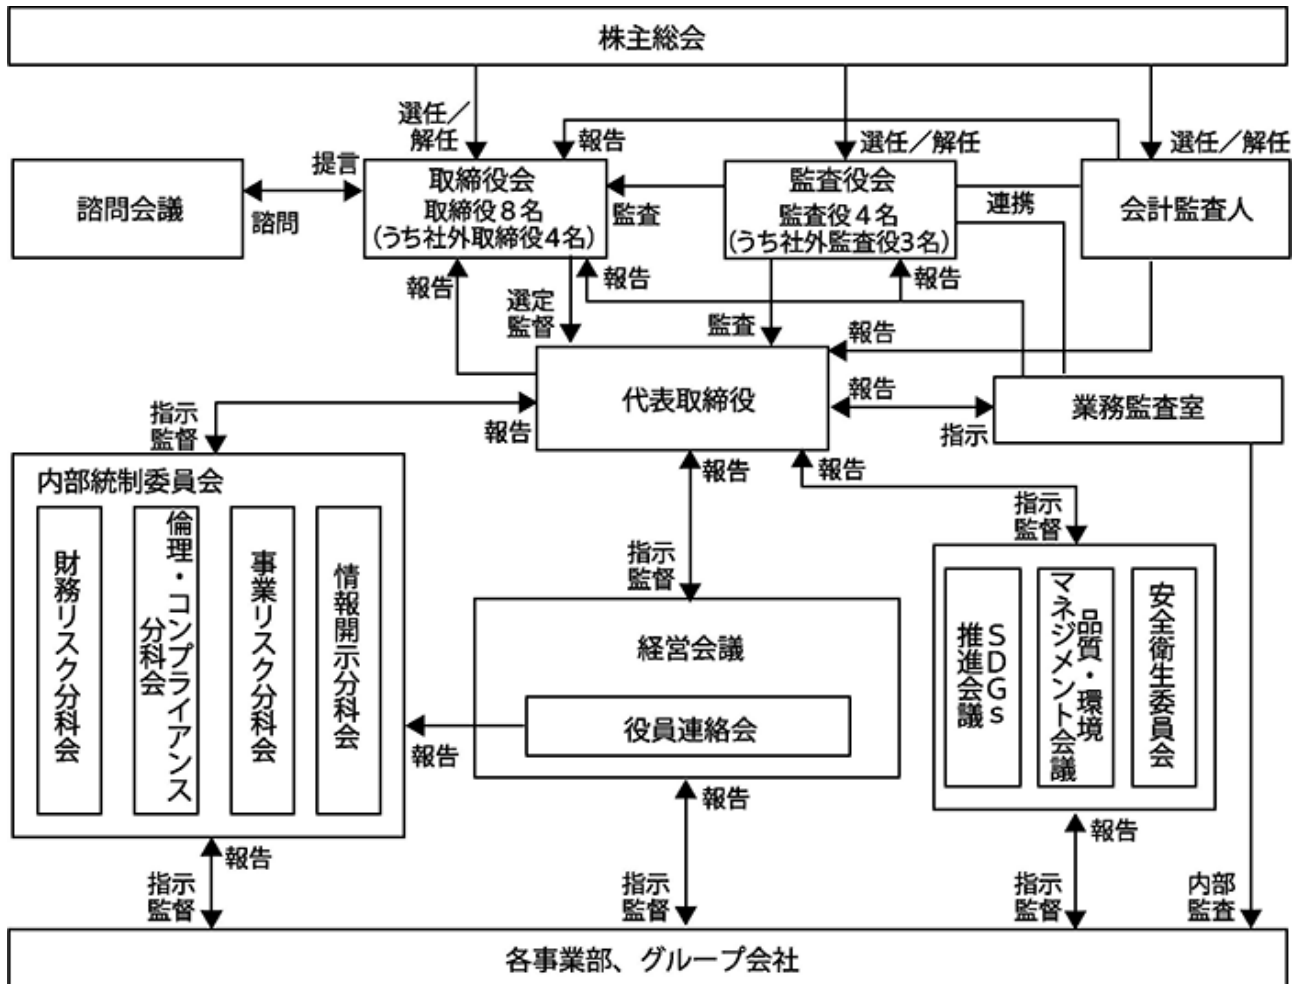 株主総会
選任／
解任
報告
選任／解任
選任／解任
諮問会議
提言
諮問
取締役会
取締役８名
(うち社外取締役4名)
監査
監査役会
監査役４名
(うち社外監査役3名)
連携
会計監査人
報告
選定
監督
報告
監査
報告
報告
代表取締役
報告
指示
業務監査室
指示
監督
報告
報告
報告
指示
監督
内部統制委員会
財務リスク分科会
倫理・コンプライアンス
分科会
事業リスク分科会
情報開示分科会
指示
監督
経営会議
役員連絡会
報告
SDGs
推進会議
品質・環境
マネジメント会議
安全衛生委員会
報告
指示
監督
報告
指示
監督
報告
指示
監督
内部
監査
各事業部、グループ会社